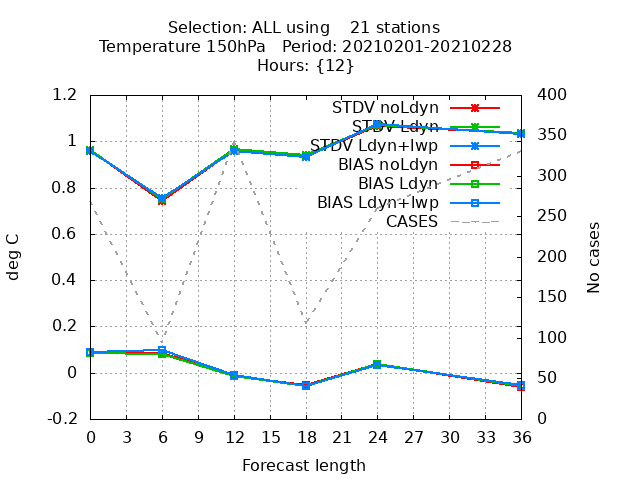 Selection: ALL using    21 stations
Temperature 150hPa   Period: 20210201-20210228
Hours: {12}
1.2
1
0.8
0.6
0.4
0.2
0
-0.2
deg C
400
350
300
250
200
150
100
50
0
No cases
STDV noLdyn
STDV Ldyn
STDV Ldyn+Iwp
BIAS noLdyn
BIAS Ldyn
BIAS Ldyn+Iwp
CASES
0 3 6 9 12 15 18 21 24 27 30 33 36
Forecast length